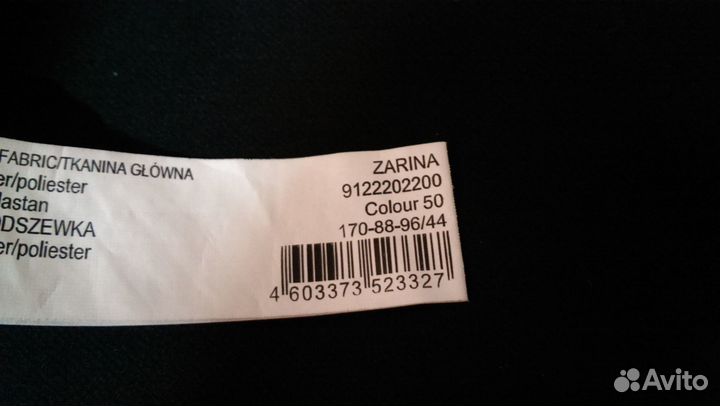 FABRIC/TKANINA GŁÓWNA
er/poliester
lastan
ODSZEWKA
er/poliester
ZARINA
9122202200
Colour 50
170-88-96/44
4 603373 523327
Avito